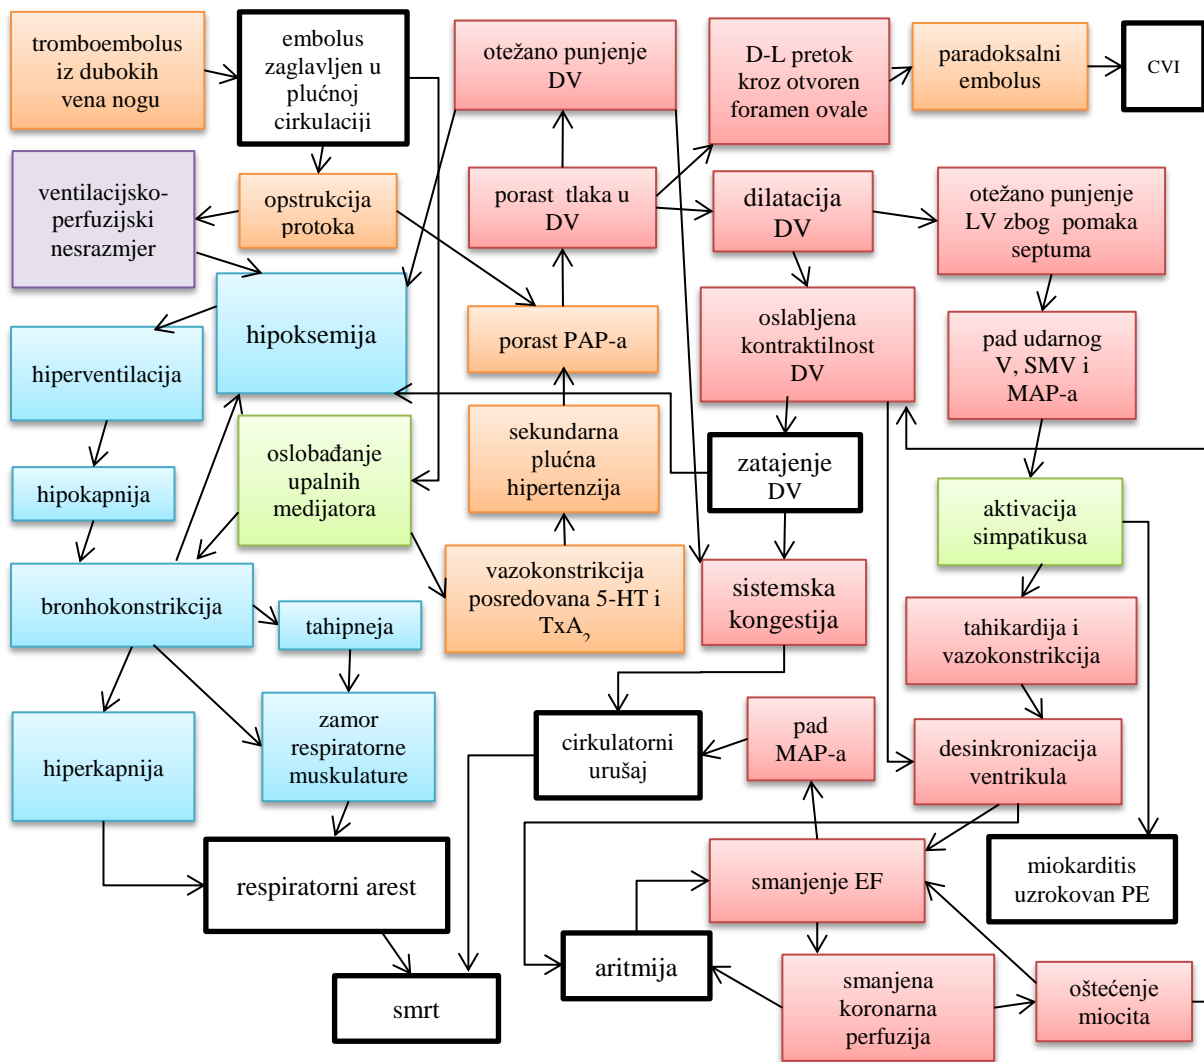 tromboembolus
iz dubokih
vena nogu
embolus
zaglavljen u
plućnoj
cirkulaciji
otežano punjenje
DV
D-L pretok
kroz otvoren
foramen ovale
paradoksalni
embolus
CVI
ventilacijsko-
perfuzijski
nesrazmjer
opstrukcija
protoka
porast tlaka u
DV
dilatacija
DV
otežano punjenje
LV zbog pomaka
septuma
hipoksemija
porast PAP-a
oslabljena
kontraktilnost
DV
pad udarnog
V, SMV i
MAP-a
hiperventilacija
hipokapnija
oslobađanje
upalnih
medijatora
sekundarna
plućna
hipertenzija
zatajenje
DV
aktivacija
simpatikusa
bronhokonstrikcija
tahipneja
vazokonstrikcija
posredovana 5-HT i
TxA2
sistemska
kongestija
tahikardija i
vazokonstrikcija
hiperkapnija
zamor
respiratorne
muskulature
cirkulatorni
urušaj
pad
MAP-a
desinkronizacija
ventrikula
respiratorni arest
smanjenje EF
miokarditis
uzrokovan PE
smrt
aritmija
smanjena
koronarna
perfuzija
oštećenje
miocita